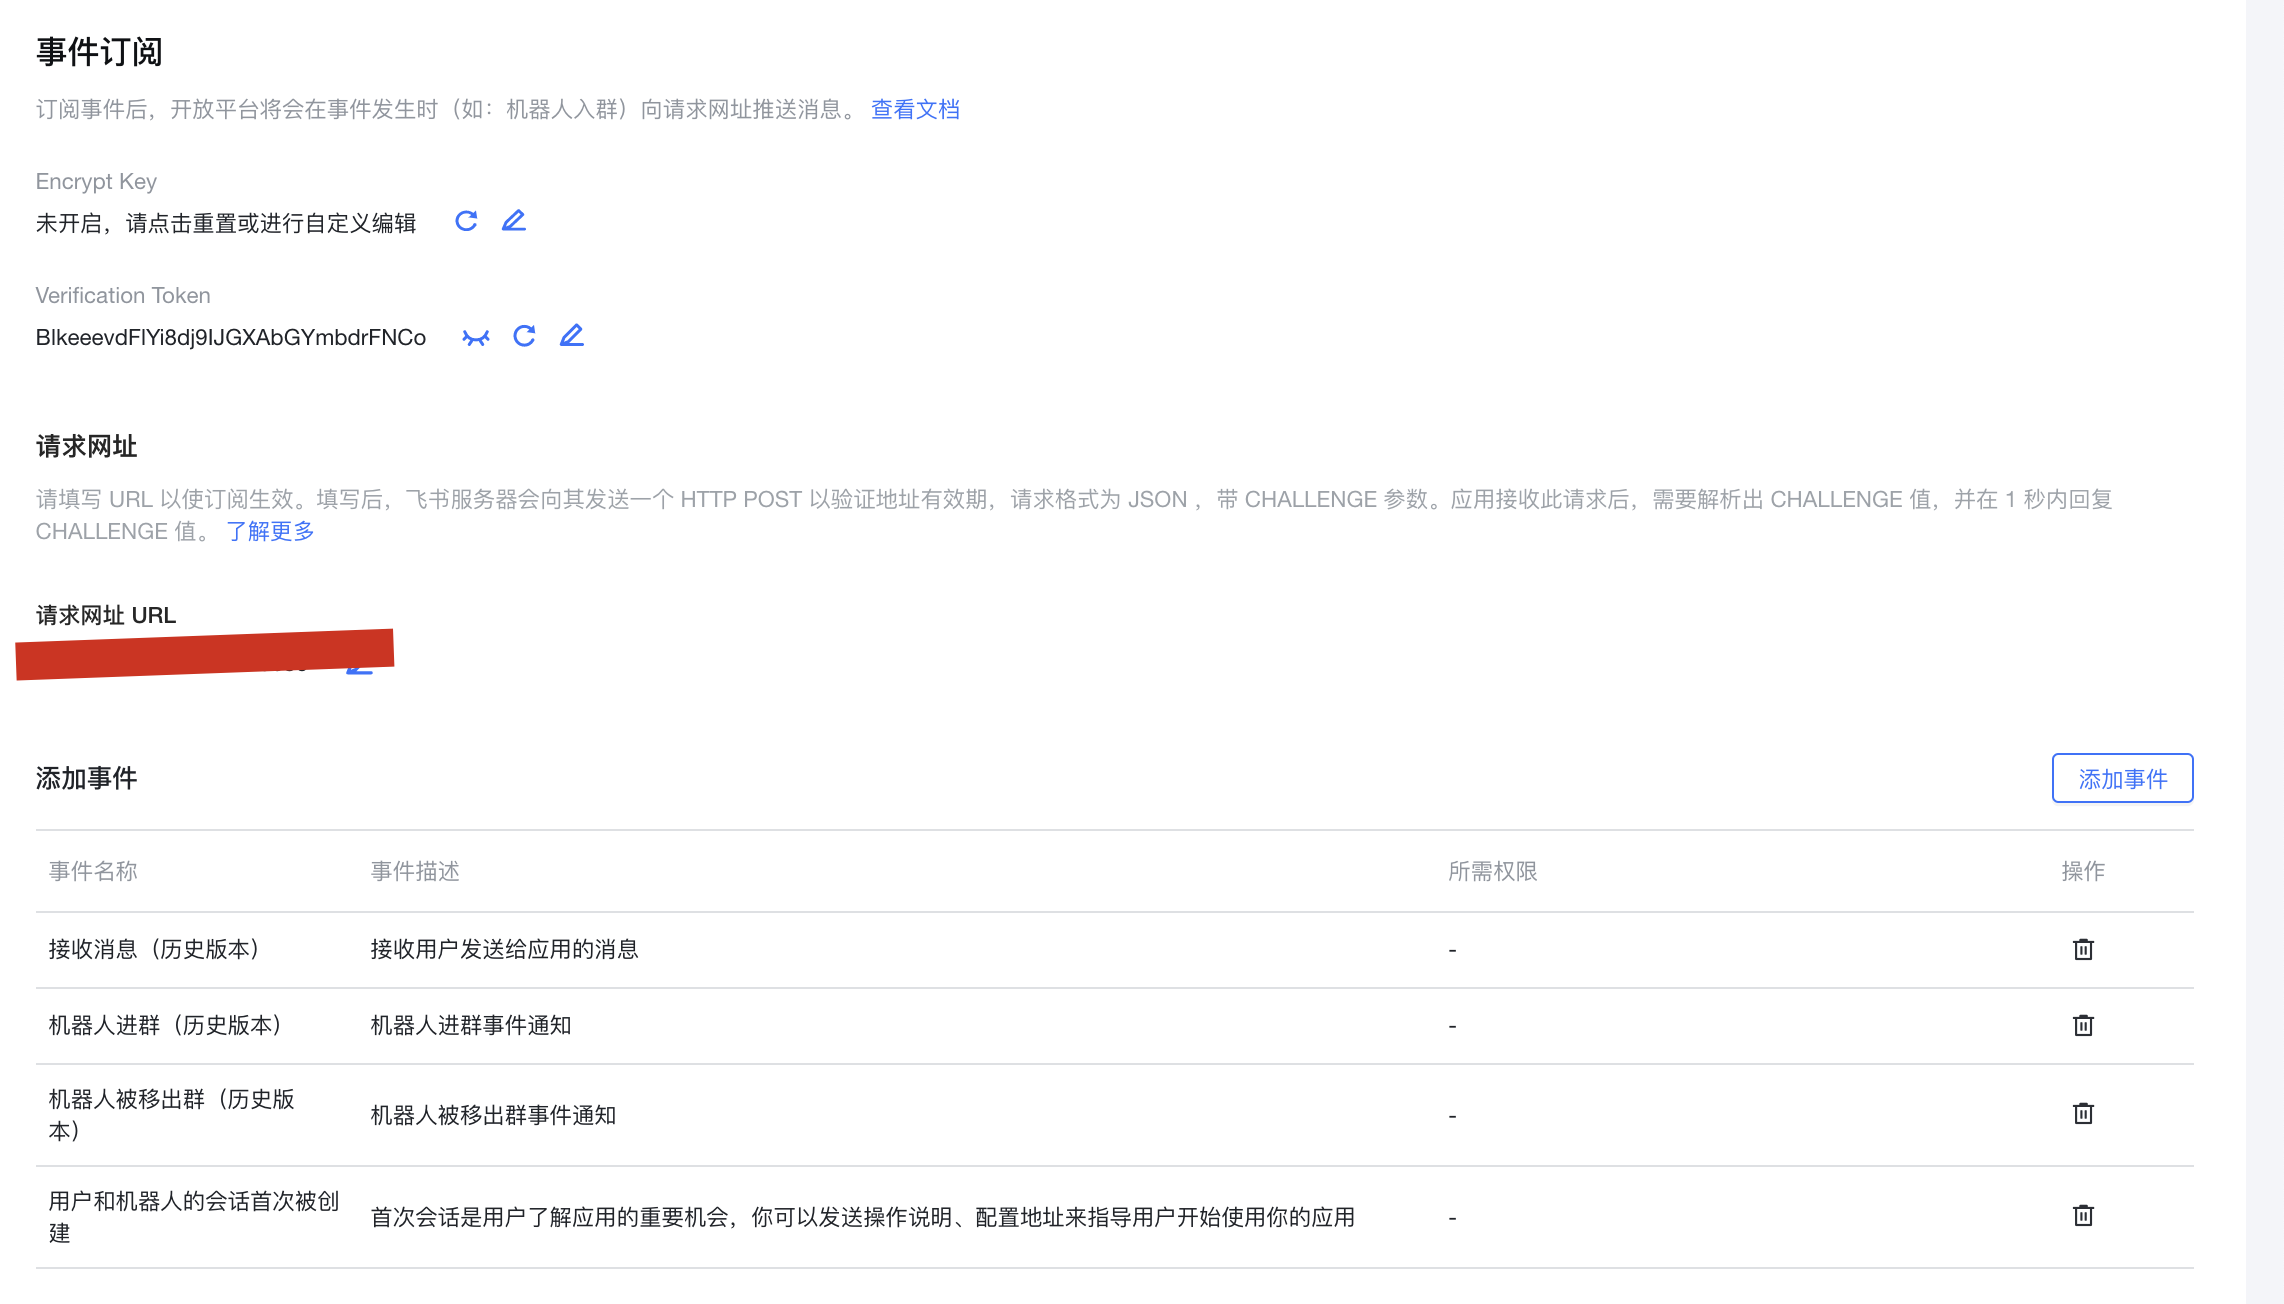 事件订阅
订阅事件后，开放平台将会在事件发生时（如：机器人入群）向请求网址推送消息。 查看文档
Encrypt Key
未开启，请点击重置或进行自定义编辑
Verification Token
BlkeeevdFlYi8dj9IJGXAbGYmbdrFNCo
请求网址
请填写 URL 以使订阅生效。填写后，飞书服务器会向其发送一个 HTTP POST 以验证地址有效期，请求格式为 JSON ，带 CHALLENGE 参数。应用接收此请求后，需要解析出 CHALLENGE 值，并在 1 秒内回复
CHALLENGE 值。 了解更多
请求网址 URL
添加事件
添加事件
事件名称 事件描述 所需权限 操作
接收消息（历史版本） 接收用户发送给应用的消息 -
机器人进群（历史版本） 机器人进群事件通知 -
机器人被移出群（历史版
本） 机器人被移出群事件通知 -
用户和机器人的会话首次被创
建 首次会话是用户了解应用的重要机会，你可以发送操作说明、配置地址来指导用户开始使用你的应用 -